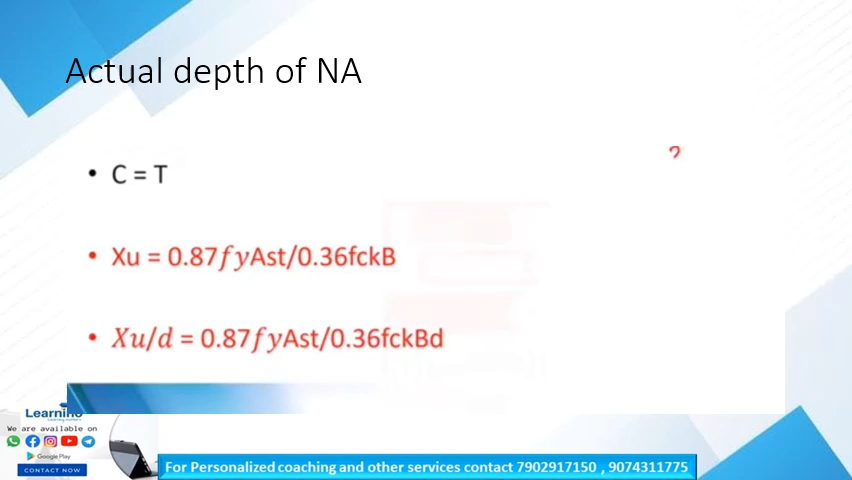 Actual depth of NA
?
• C = T
• Xu = 0.87fyAst/0.36fckB
• Xu/d = 0.87fyAst/0.36fckBd
Learning
We are available on
Google Play
CONTACT NOW
For Personalized coaching and other services contact 7902917150 , 9074311775